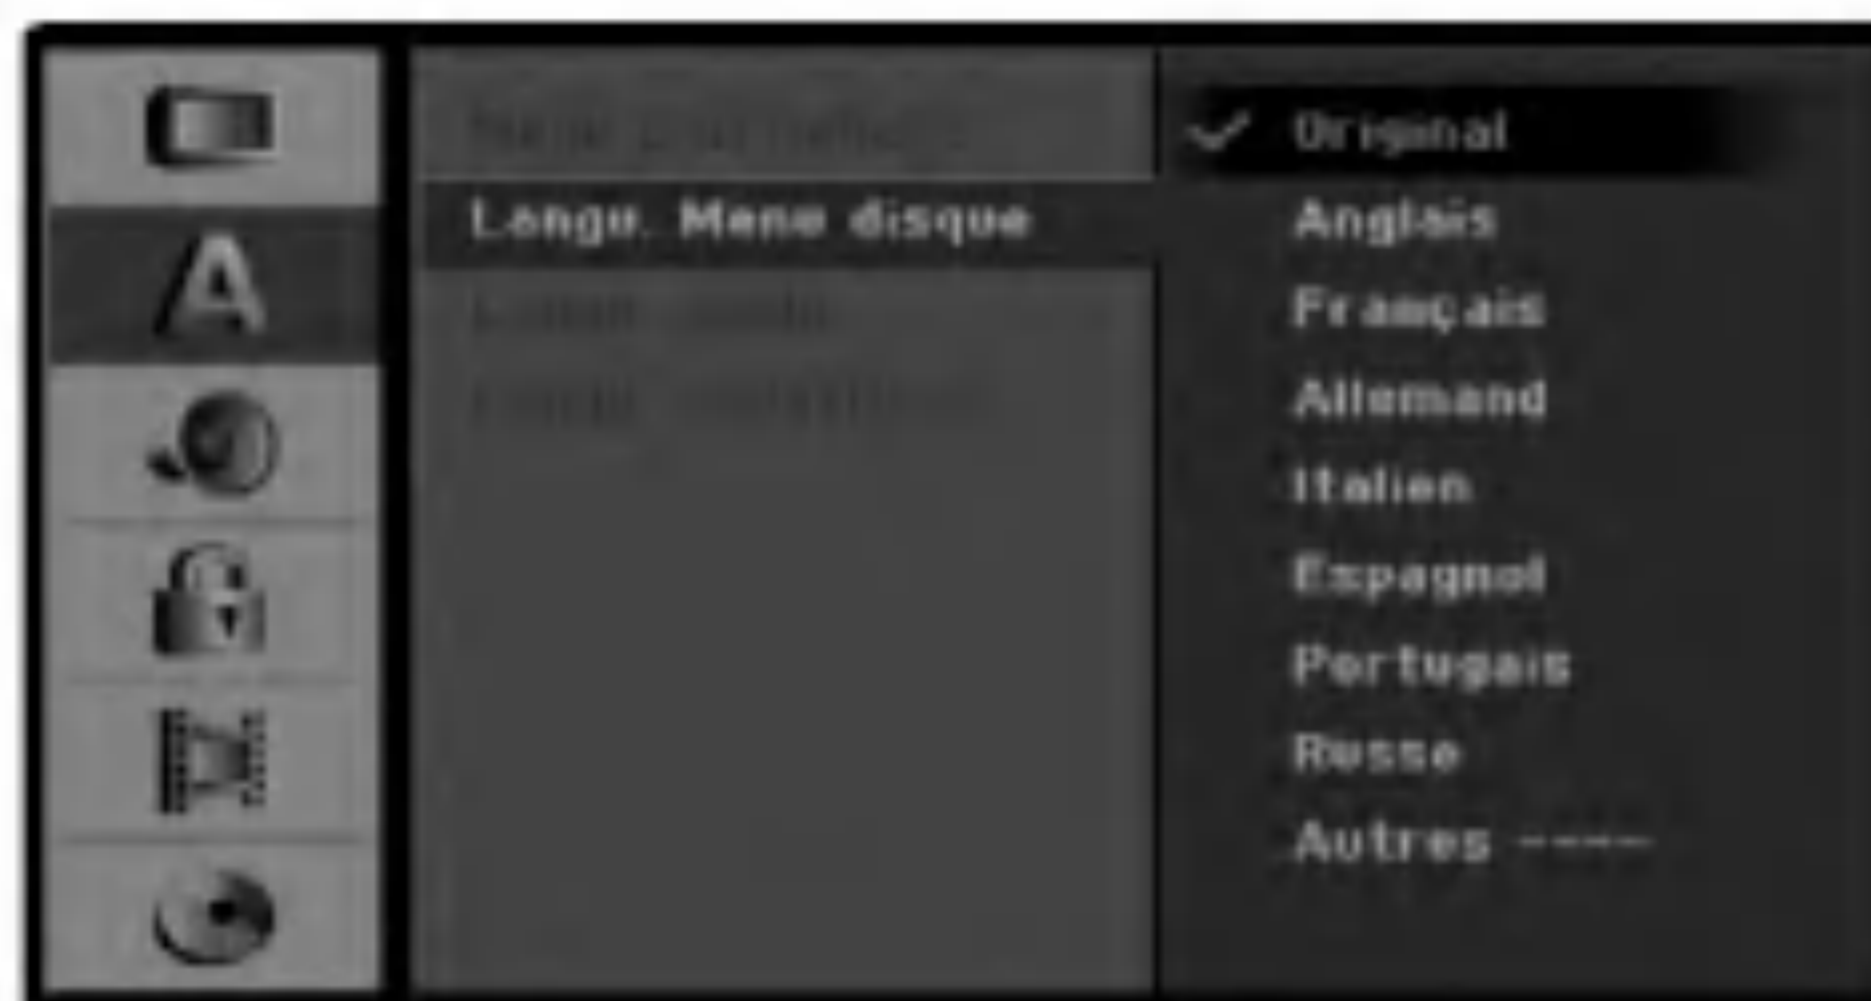 A
Langu. Menu disque
Original
Anglais
Français
Allemand
Italien
Espagnol
Portugais
Russe
Autres ----